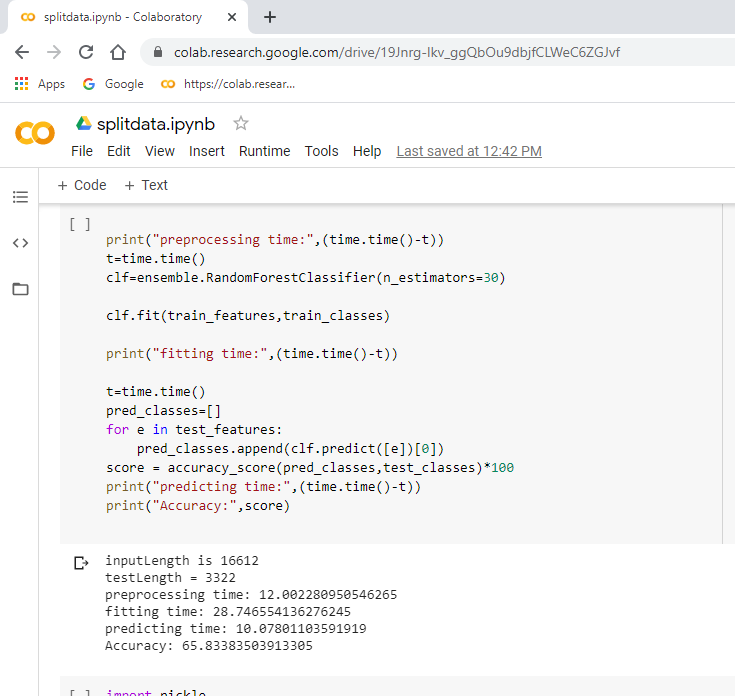 splitdata.ipynb - Colaboratory
colab.research.google.com/drive/19Jnrg-Ikv_ggQbOu9dbjfCLWeC6ZGJvf
Apps Google https://colab.resear...
splitdata.ipynb
File Edit View Insert Runtime Tools Help Last saved at 12:42 PM
+ Code + Text
[ ]
print("preprocessing time:",(time.time()-t))
t=time.time()
clf=ensemble.RandomForestClassifier(n_estimators=30)
clf.fit(train_features,train_classes)
print("fitting time:",(time.time()-t))
t=time.time()
pred_classes=[]
for e in test_features:
    pred_classes.append(clf.predict([e])[0])
score = accuracy_score(pred_classes,test_classes)*100
print("predicting time:",(time.time()-t))
print("Accuracy:",score)
inputLength is 16612
testLength = 3322
preprocessing time: 12.002280950546265
fitting time: 28.746554136276245
predicting time: 10.07801103591919
Accuracy: 65.83383503913305
[ ] import pickle